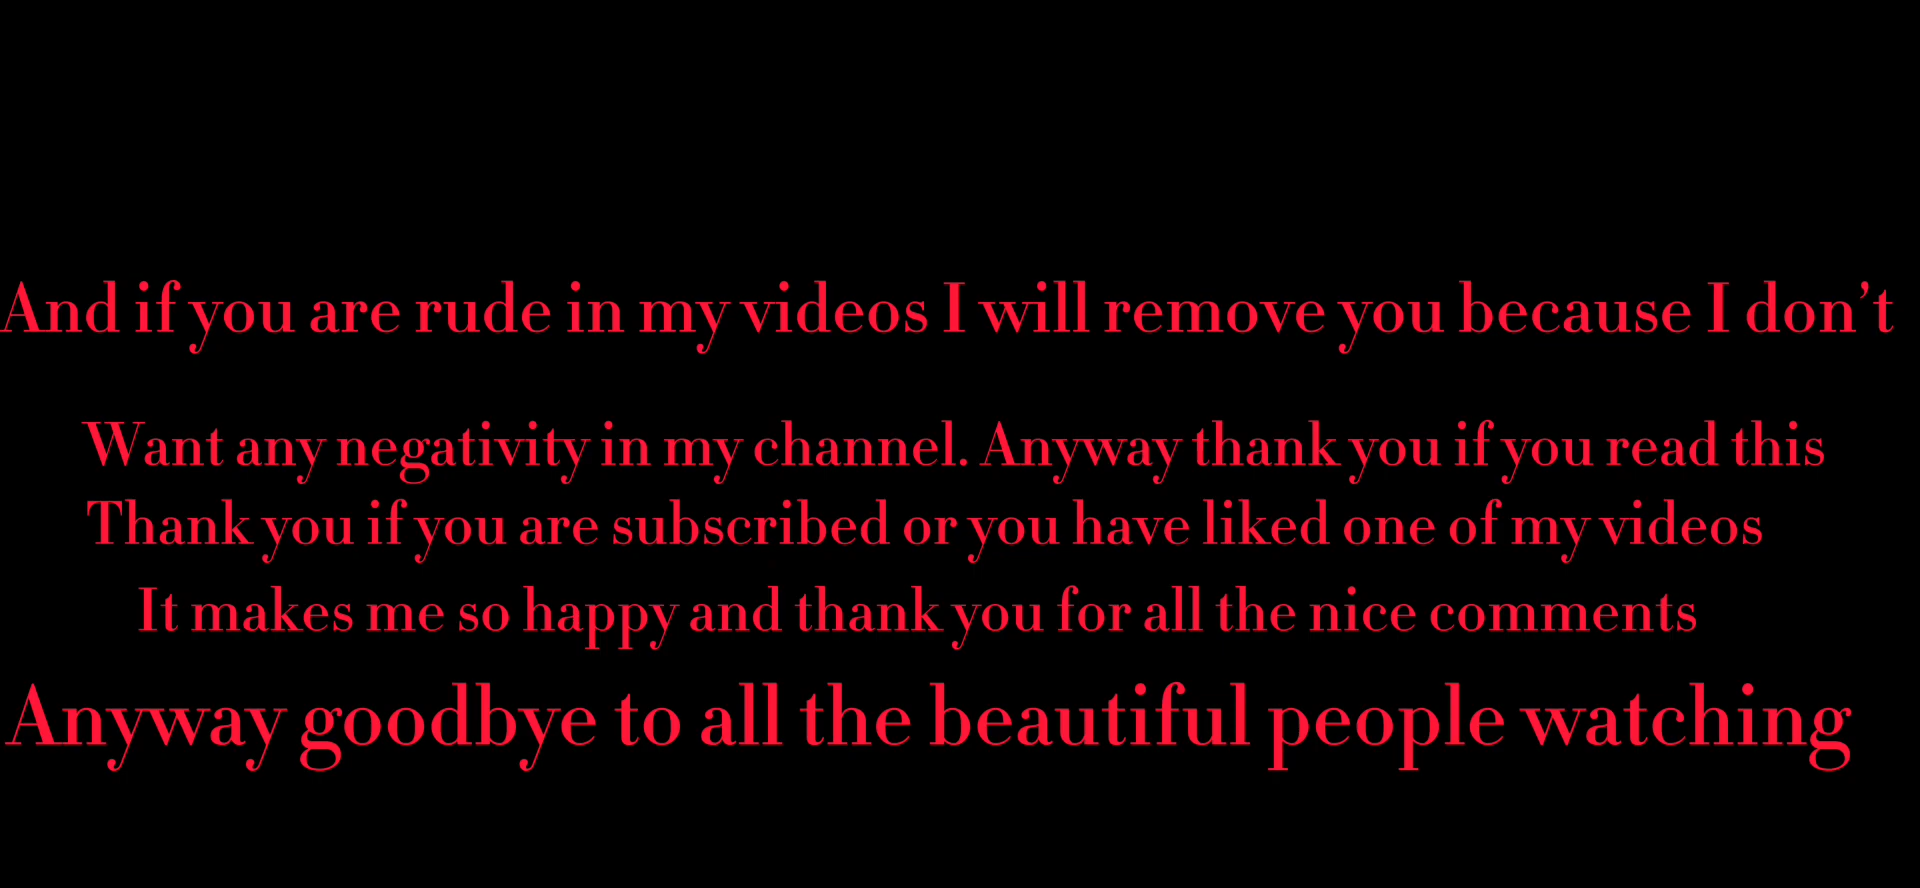 And if you are rude in my videos I will remove you because I don’t
Want any negativity in my channel. Anyway thank you if you read this
Thank you if you are subscribed or you have liked one of my videos
It makes me so happy and thank you for all the nice comments
Anyway goodbye to all the beautiful people watching